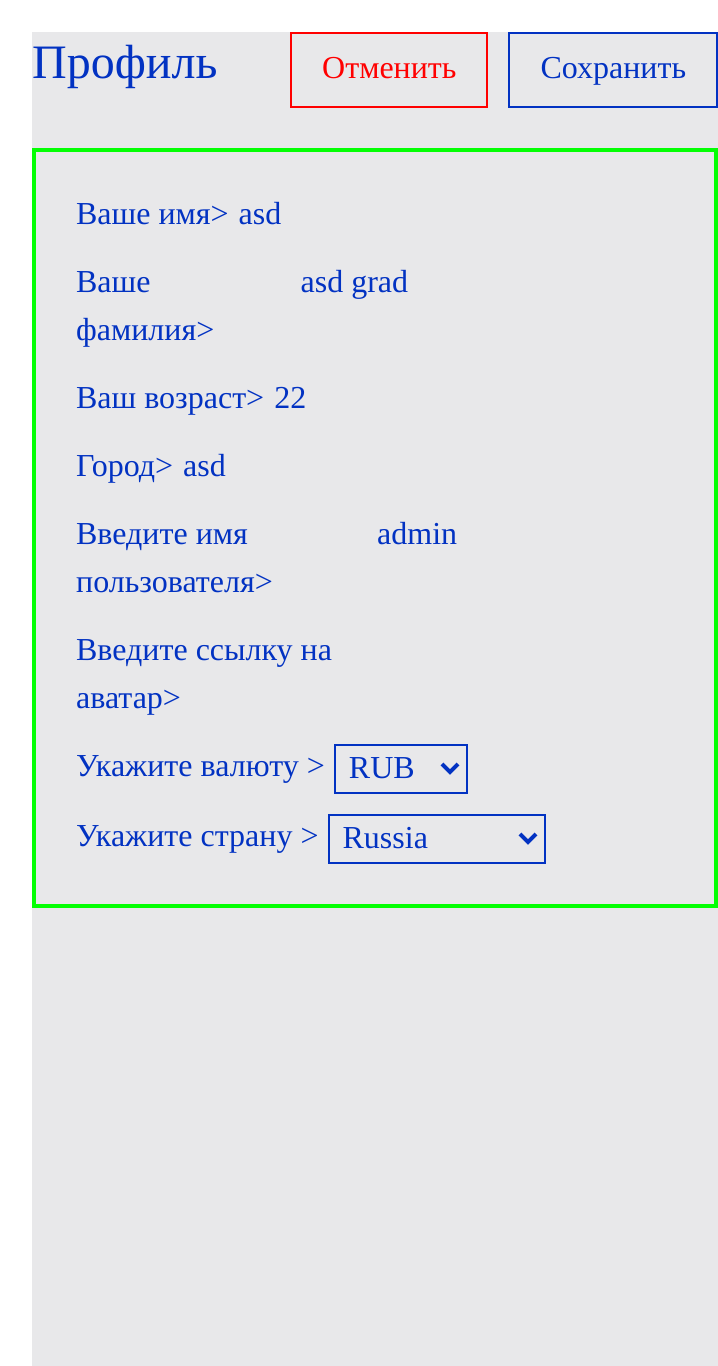 Профиль Отменить Сохранить
Ваше имя> asd
Ваше asd grad
фамилия>
Ваш возраст> 22
Город> asd
Введите имя admin
пользователя>
Введите ссылку на
аватар>
Укажите валюту > RUB
Укажите страну > Russia